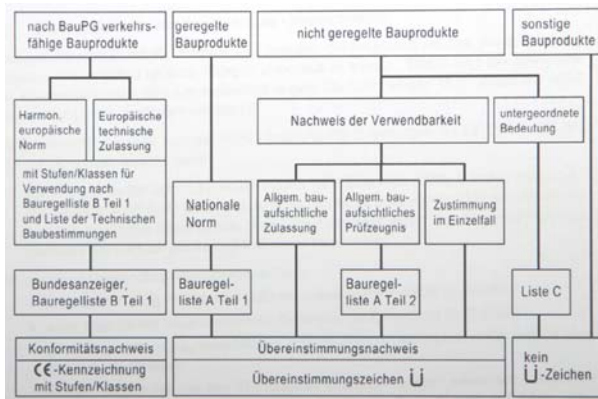 nach BauPG verkehrs-
fähige Bauprodukte
geregelte
Bauprodukte
nicht geregelte Bauprodukte
sonstige
Bauprodukte
Harmon.
europäische
Norm
Europäische
technische
Zulassung
mit Stufen/Klassen für
Verwendung nach
Bauregelliste B Teil 1
und Liste der Technischen
Baubestimmungen
Nachweis der Verwendbarkeit
untergeordnete
Bedeutung
Nationale
Norm
Allgem. bau-
aufsichtliche
Zulassung
Allgem. bau-
aufsichtliches
Prüfzeugnis
Zustimmung
im Einzelfall
Bundesanzeiger,
Bauregelliste B Teil 1
Bauregel-
liste A Teil 1
Bauregel-
liste A Teil 2
Liste C
Konformitätsnachweis
CE-Kennzeichnung
mit Stufen/Klassen
Übereinstimmungsnachweis
Übereinstimmungszeichen Ü
kein
Ü-Zeichen